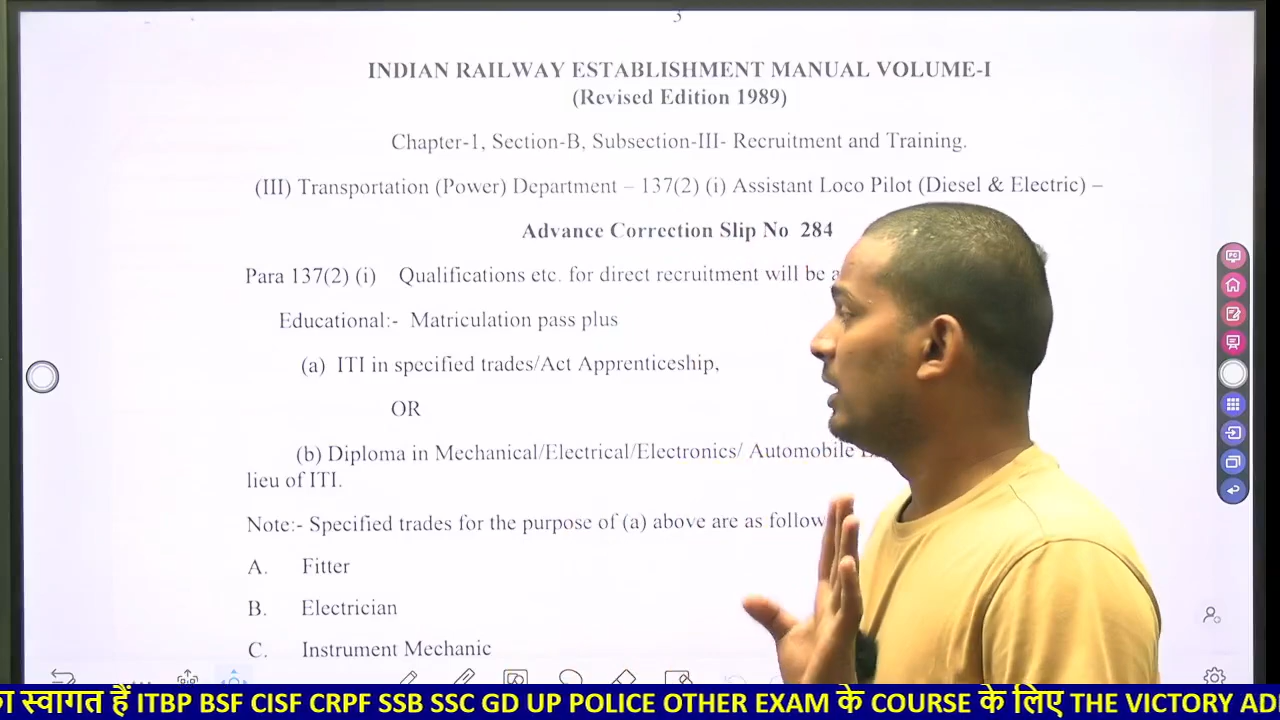 3
INDIAN RAILWAY ESTABLISHMENT MANUAL VOLUME-I
(Revised Edition 1989)
Chapter-1, Section-B, Subsection-III- Recruitment and Training.
(III) Transportation (Power) Department – 137(2) (i) Assistant Loco Pilot (Diesel & Electric) –
Advance Correction Slip No 284
Para 137(2) (i) Qualifications etc. for direct recruitment will be
Educational:- Matriculation pass plus
(a) ITI in specified trades/Act Apprenticeship,
OR
(b) Diploma in Mechanical/Electrical/Electronics/ Automobile
lieu of ITI.
Note:- Specified trades for the purpose of (a) above are as follow
A. Fitter
B. Electrician
C. Instrument Mechanic
स्वागत हैं ITBP BSF CISF CRPF SSB SSC GD UP POLICE OTHER EXAM के COURSE के लिए THE VICTORY